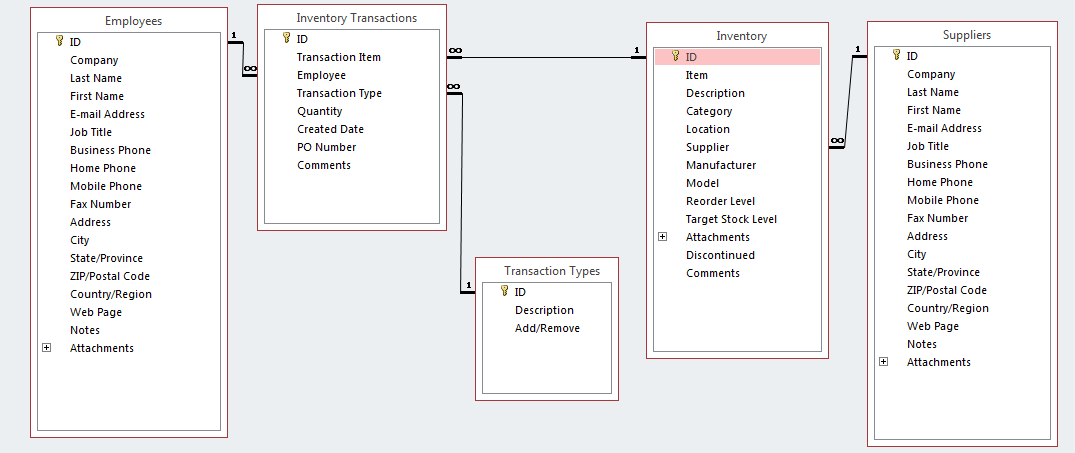 Employees
ID
Company
Last Name
First Name
E-mail Address
Job Title
Business Phone
Home Phone
Mobile Phone
Fax Number
Address
City
State/Province
ZIP/Postal Code
Country/Region
Web Page
Notes
Attachments
1
∞
Inventory Transactions
ID
Transaction Item
Employee
Transaction Type
Quantity
Created Date
PO Number
Comments
∞
1
∞
1
Transaction Types
ID
Description
Add/Remove
Inventory
ID
Item
Description
Category
Location
Supplier
Manufacturer
Model
Reorder Level
Target Stock Level
Attachments
Discontinued
Comments
1
∞
Suppliers
ID
Company
Last Name
First Name
E-mail Address
Job Title
Business Phone
Home Phone
Mobile Phone
Fax Number
Address
City
State/Province
ZIP/Postal Code
Country/Region
Web Page
Notes
Attachments